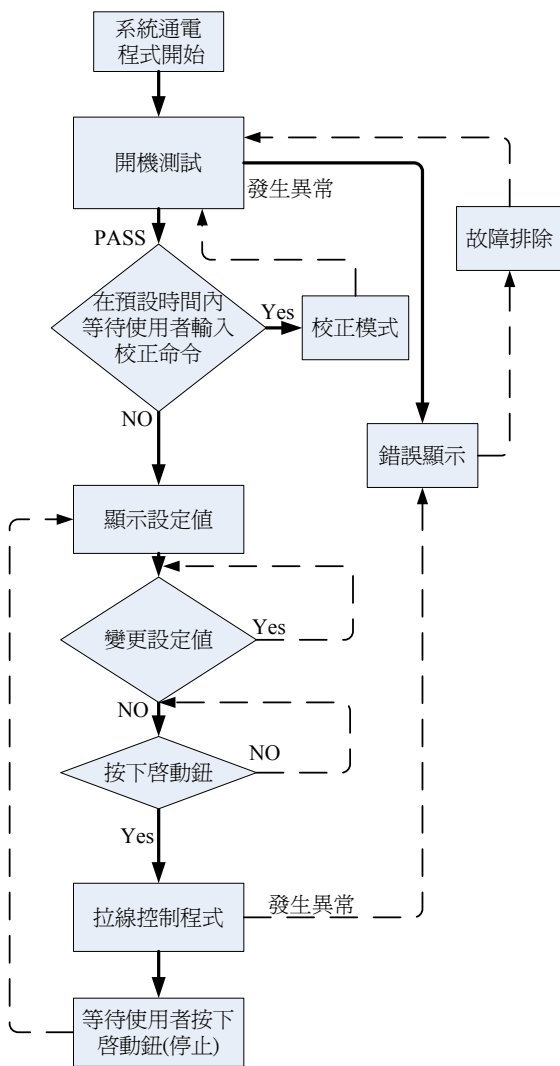 系統通電
程式開始
開機測試
發生異常
PASS
故障排除
在預設時間內
等待使用者輸入
校正命令
Yes
校正模式
NO
錯誤顯示
顯示設定值
變更設定值
Yes
NO
按下啓動鈕
NO
Yes
拉線控制程式
發生異常
等待使用者按下
啓動鈕(停止)